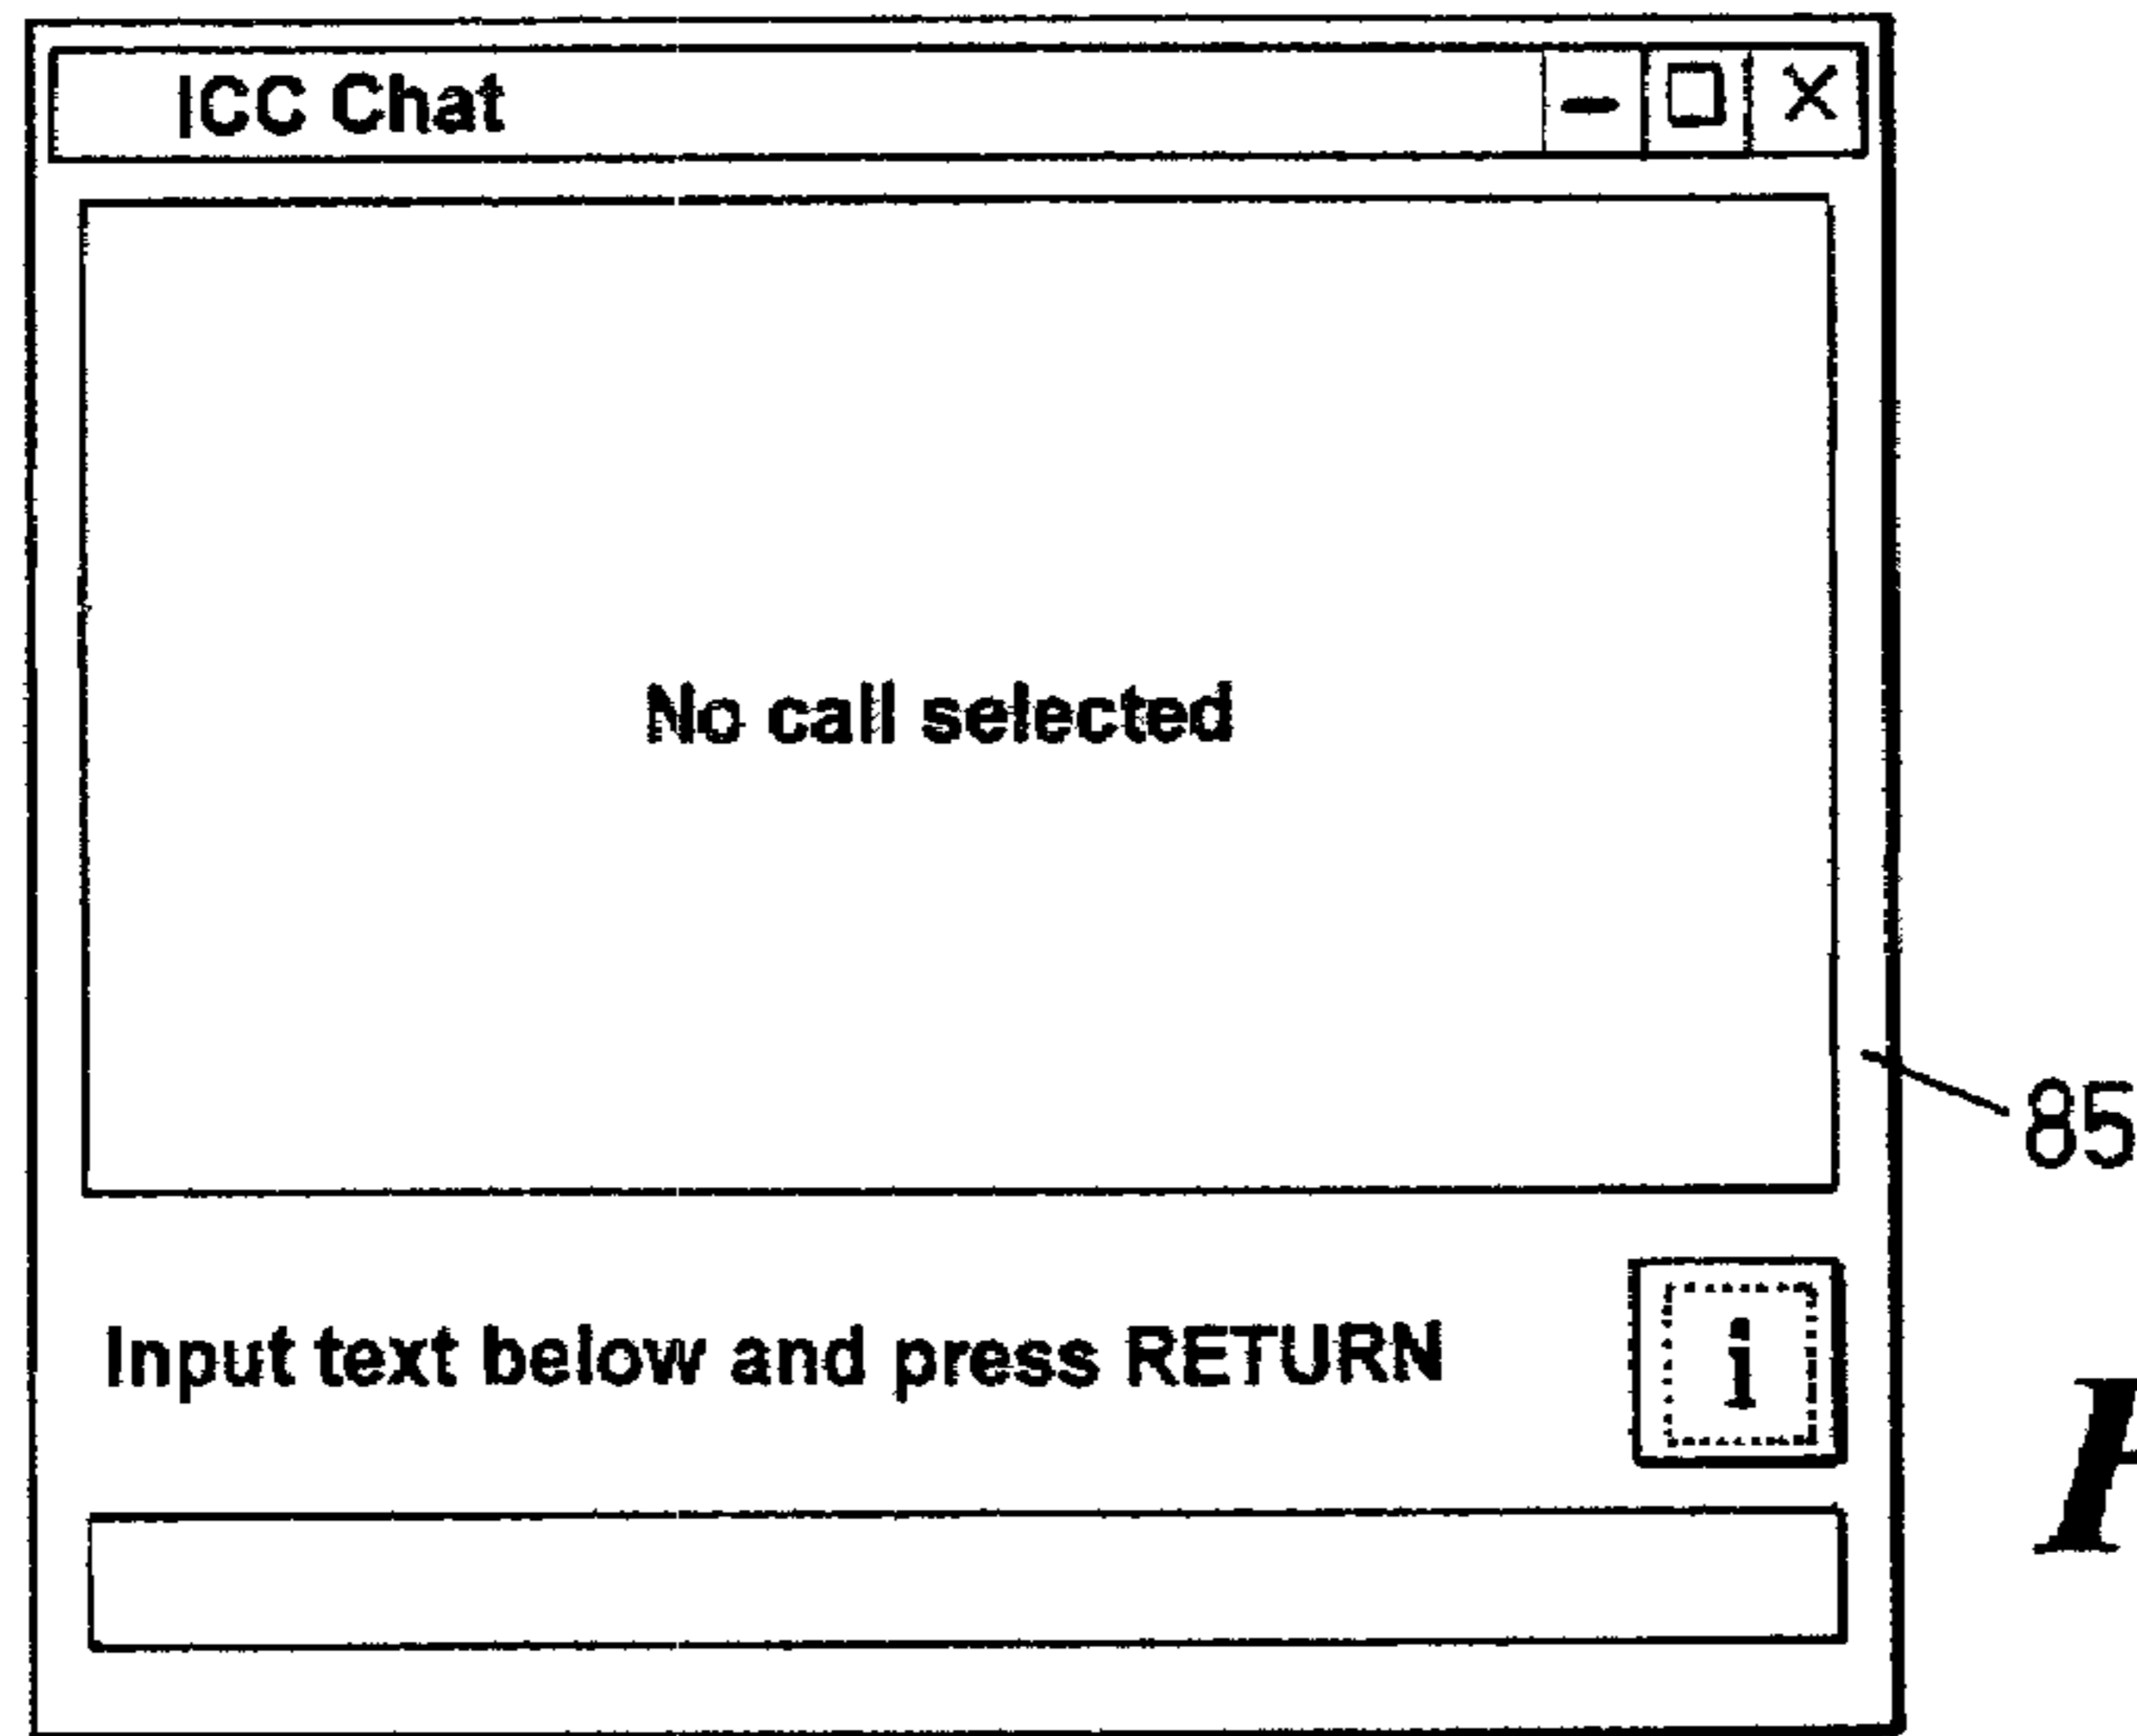 ICC Chat
No call selected
85
Input text below and press RETURN
i